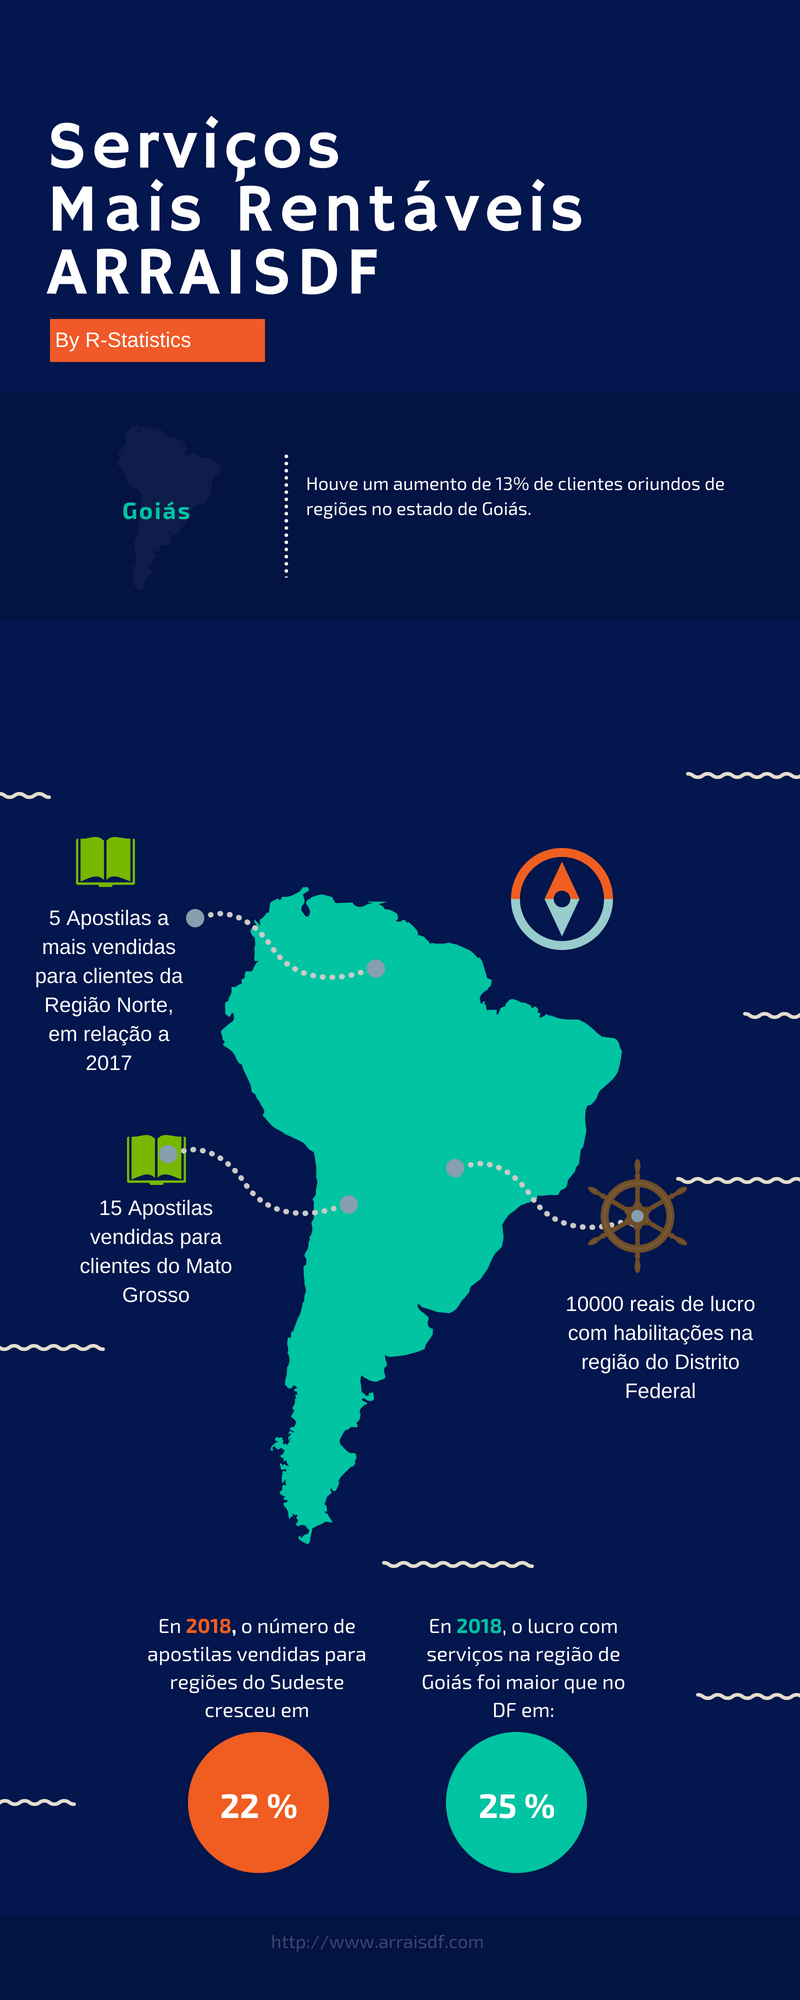 Serviços
Mais Rentáveis
ARRAISDF
By R-Statistics
Goiás
Houve um aumento de 13% de clientes oriundos de
regiões no estado de Goiás.
5 Apostilas a
mais vendidas
para clientes da
Região Norte,
em relação a
2017
15 Apostilas
vendidas para
clientes do Mato
Grosso
10000 reais de lucro
com habilitações na
região do Distrito
Federal
En 2018, o número de
apostilas vendidas para
regiões do Sudeste
cresceu em
22 %
En 2018, o lucro com
serviços na região de
Goiás foi maior que no
DF em:
25 %
http://www.arraisdf.com